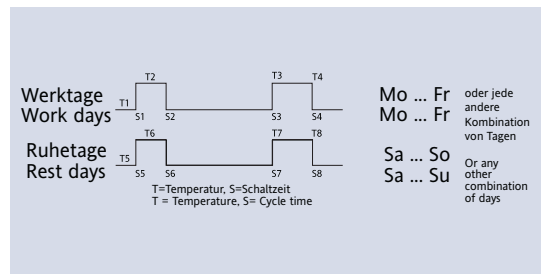 T2 T3 T4
Werktage
Work days
T1
S1 S2 S3 S4
Mo ... Fr
Mo ... Fr
oder jede
andere
Kombination
von Tagen
T6 T7 T8
Ruhetage
Rest days
T5
S5 S6 S7 S8
Sa ... So
Sa ... Su
Or any
other
combination
of days
T=Temperatur, S=Schaltzeit
T = Temperature, S= Cycle time